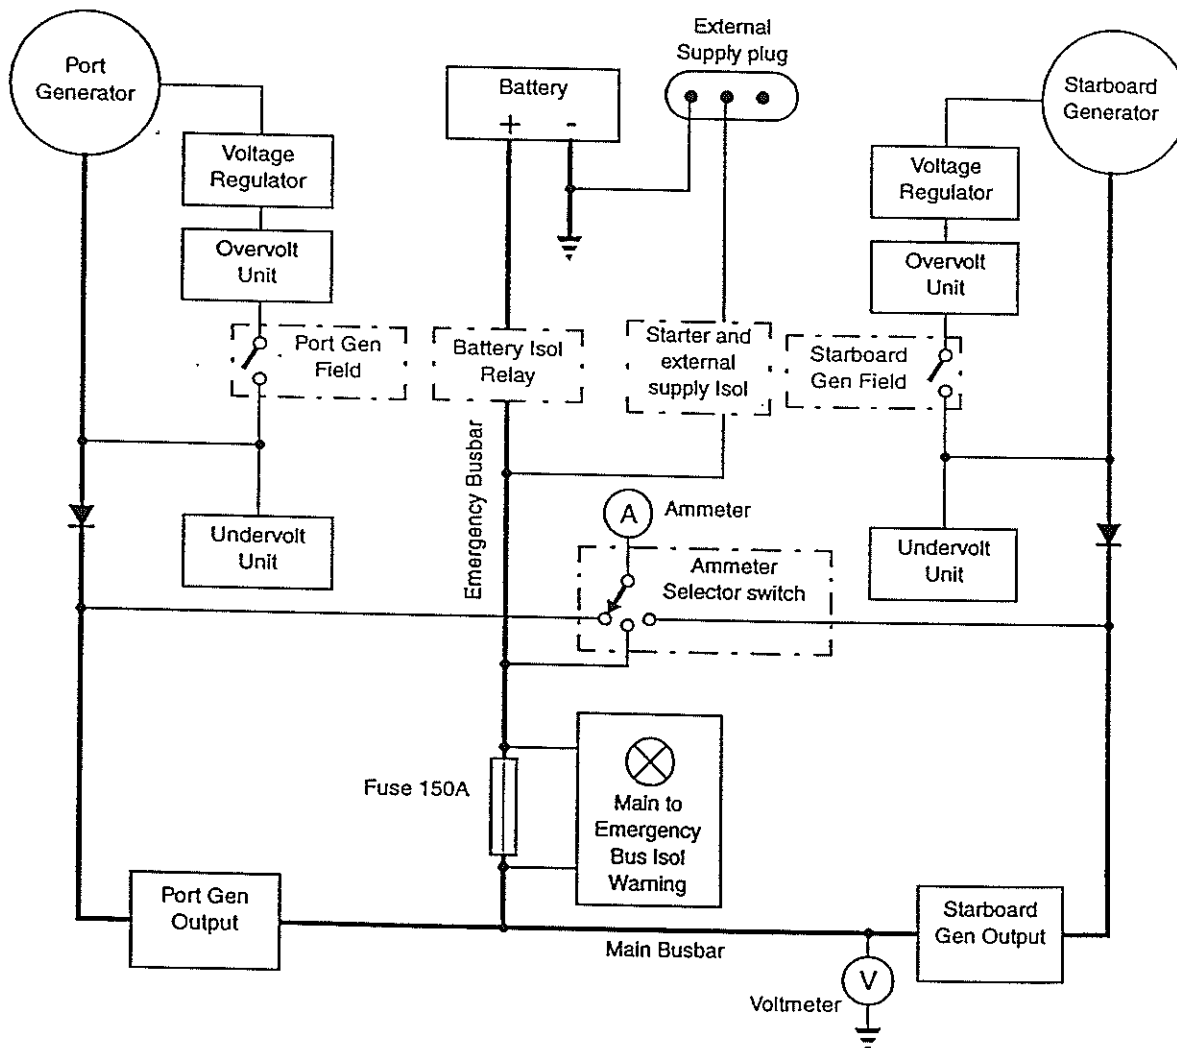 External
Supply plug
Port
Generator
Battery
+ -
Starboard
Generator
Voltage
Regulator
Voltage
Regulator
Overvolt
Unit
Overvolt
Unit
Port Gen
Field
Battery Isol
Relay
Starter and
external
supply Isol
Starboard
Gen Field
Emergency Busbar
A
Ammeter
Undervolt
Unit
Undervolt
Unit
Ammeter
Selector switch
Fuse 150A
Main to
Emergency
Bus Isol
Warning
Port Gen
Output
Starboard
Gen Output
Main Busbar
V
Voltmeter